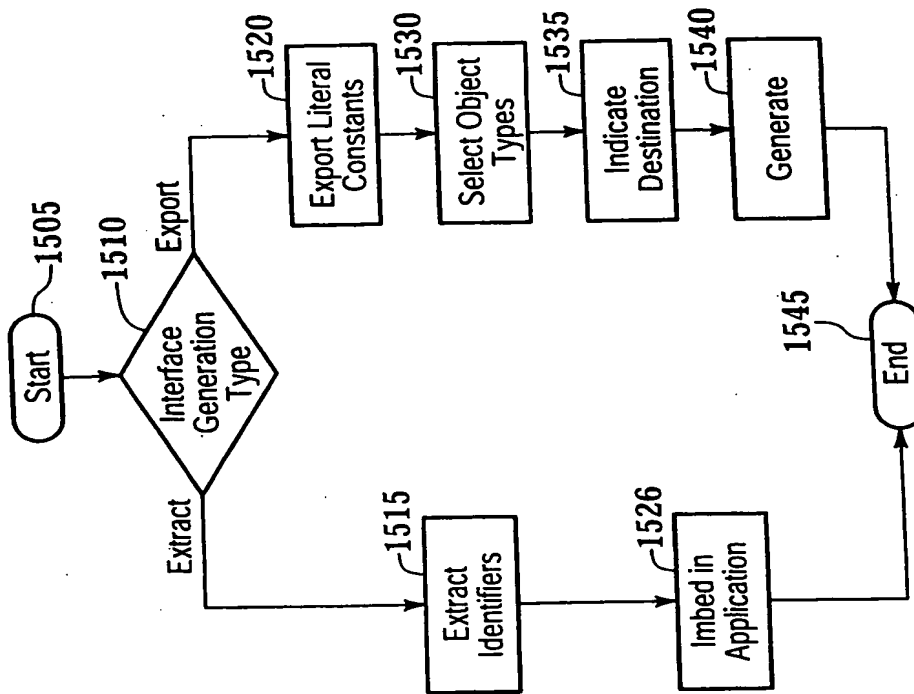 Start
1505
1510
Interface
Generation
Type
Extract
Export
1515
Extract
Identifiers
1526
Imbed in
Application
1520
Export Literal
Constants
1530
Select Object
Types
1535
Indicate
Destination
1540
Generate
1545
End